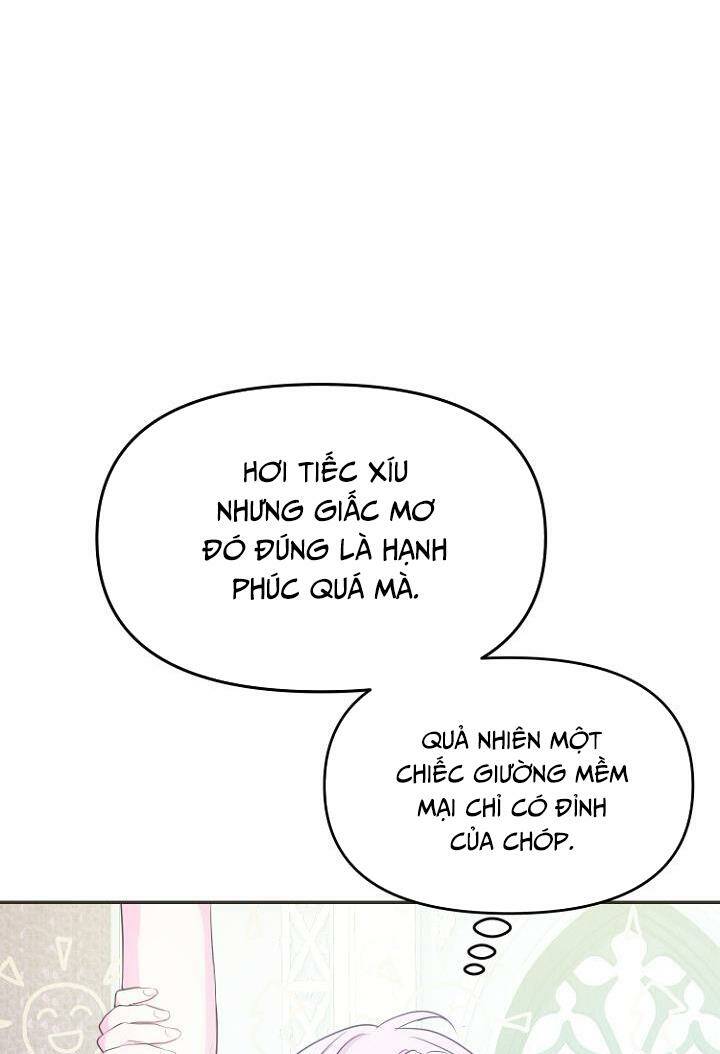 HƠI TIẾC XÍU
NHƯNG GIẤC MƠ
ĐÓ ĐÚNG LÀ HẠNH
PHÚC QUÁ MÀ.
QUẢ NHIÊN MỘT
CHIẾC GIƯỜNG MỀM
MẠI CHỈ CÓ ĐỈNH
CỦA CHÓP.